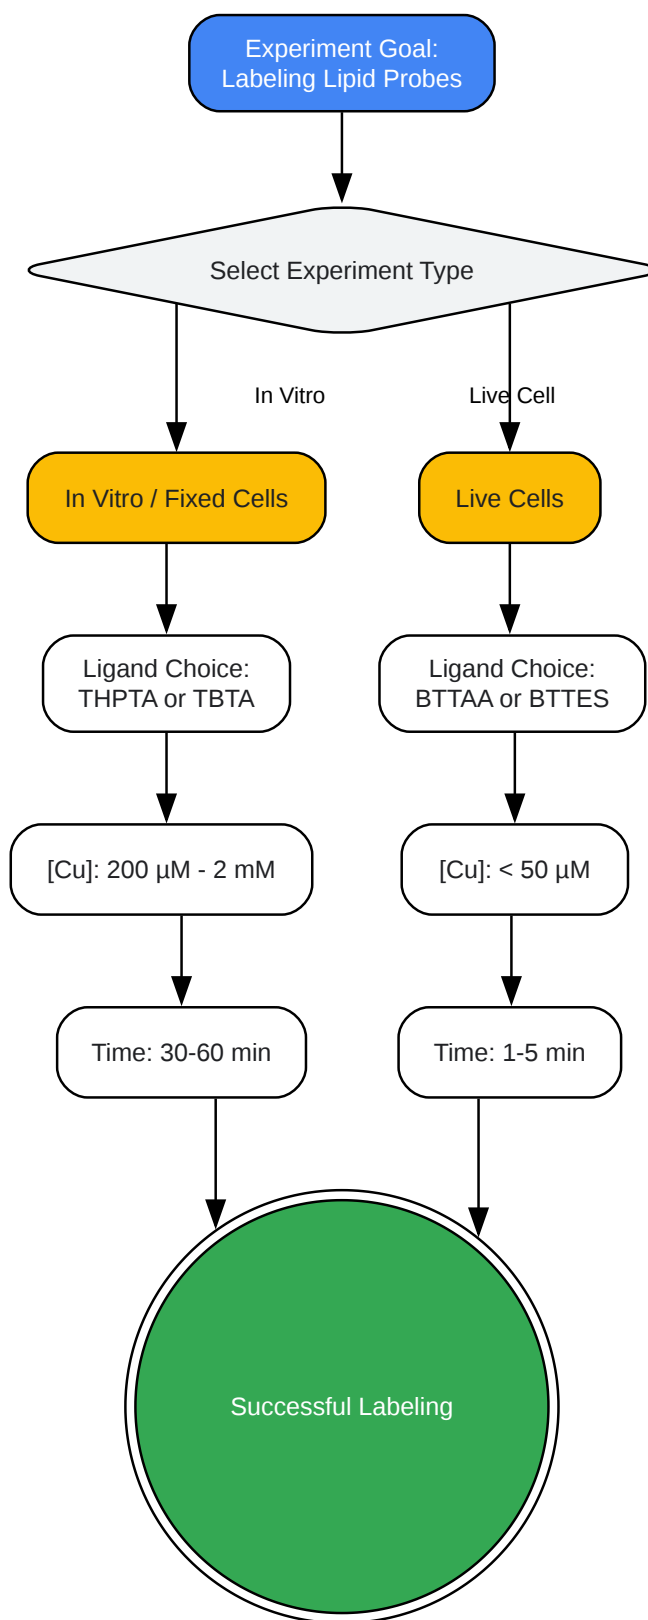 Experiment Goal:
Labeling Lipid Probes
Select Experiment Type
In Vitro
Live Cell
In Vitro / Fixed Cells
Live Cells
Ligand Choice:
THPTA or TBTA
Ligand Choice:
BTTAA or BTTES
[Cu]: 200 µM - 2 mM
[Cu]: < 50 µM
Time: 30-60 min
Time: 1-5 min
Successful Labeling